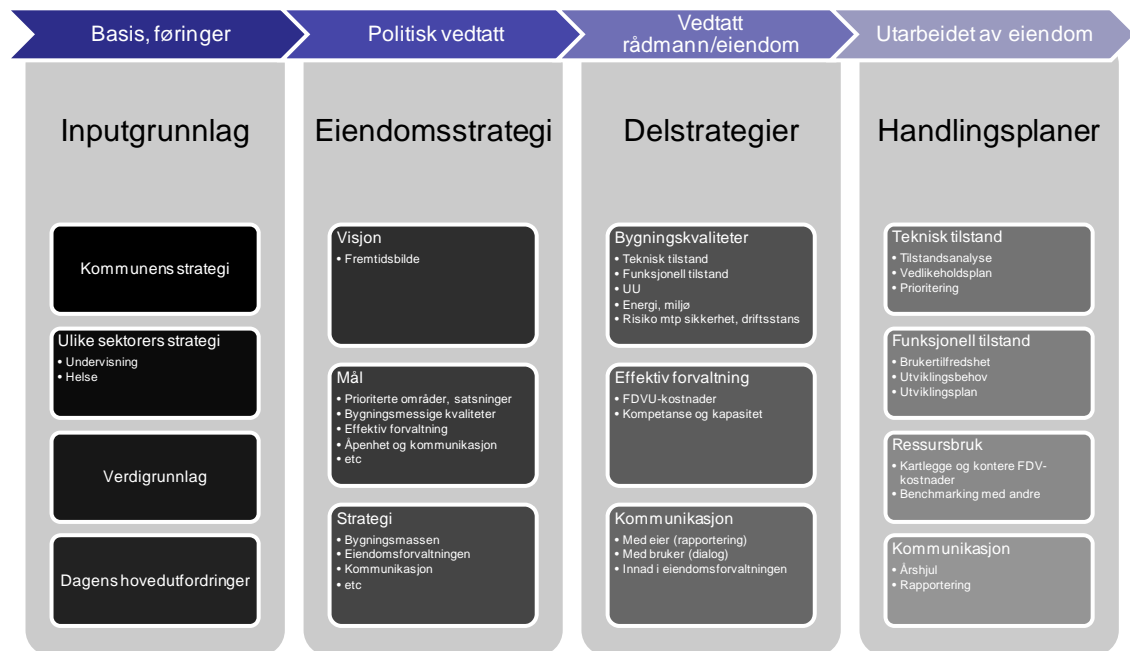 Basis, føringer
Politisk vedtatt
Vedtatt
rådmann/eiendom
Utarbeidet av eiendom
Inputgrunnlag
Kommunens strategi
Ulike sektorers strategi
• Undervisning
• Helse
Verdigrunnlag
Dagens hovedutfordringer
Eiendomsstrategi
Visjon
• Fremtidsbilde
Mål
• Prioriterte områder, satsninger
• Bygningsmessige kvaliteter
• Effektiv forvaltning
• Åpenhet og kommunikasjon
• etc
Strategi
• Bygningsmassen
• Eiendomsforvaltningen
• Kommunikasjon
• etc
Delstrategier
Bygningskvaliteter
• Teknisk tilstand
• Funksjonell tilstand
• UU
• Energi, miljø
• Risiko mtp sikkerhet, driftsstans
Effektiv forvaltning
• FDVU-kostnader
• Kompetanse og kapasitet
Kommunikasjon
• Med eier (rapportering)
• Med bruker (dialog)
• Innad i eiendomsforvaltningen
Handlingsplaner
Teknisk tilstand
• Tilstandsanalyse
• Vedlikeholdsplan
• Prioritering
Funksjonell tilstand
• Brukertilfredshet
• Utviklingsbehov
• Utviklingsplan
Ressursbruk
• Kartlegge og kontere FDV-
kostnader
• Benchmarking med andre
Kommunikasjon
• Årshjul
• Rapportering